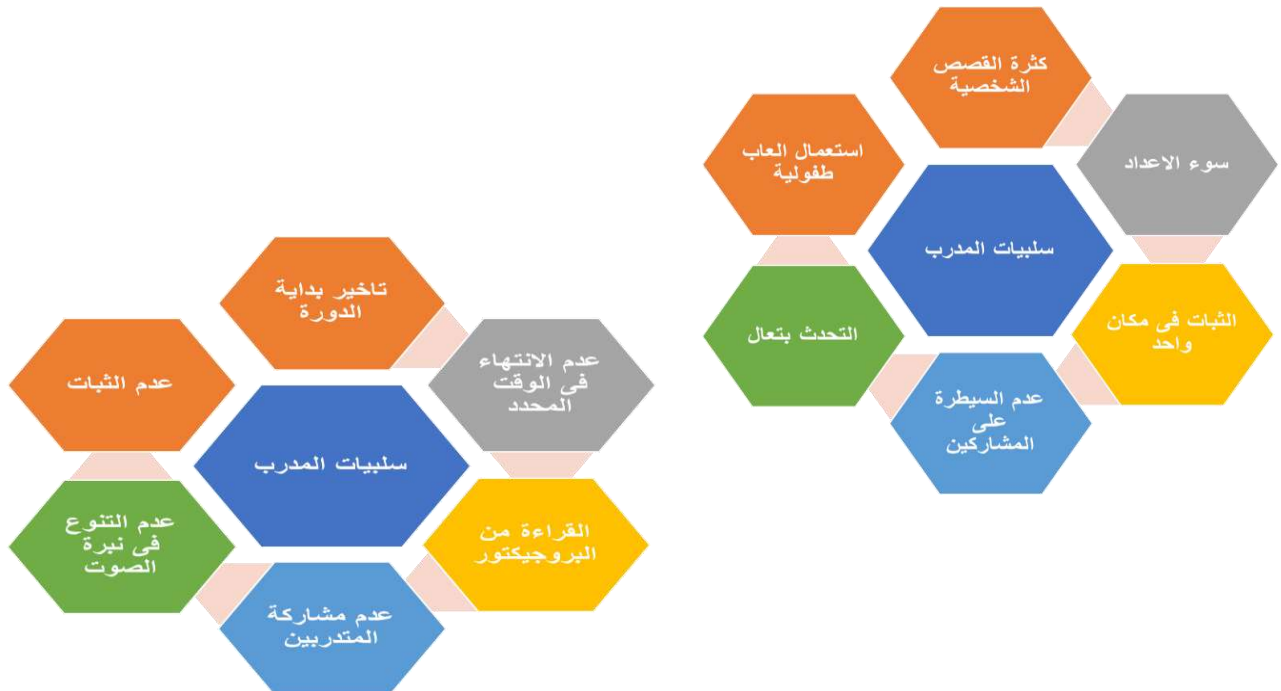 كثرة القصص
الشخصية
سوء الاعداد
الثبات فى مكان
واحد
عدم السيطرة
على
المشاركين
التحدث بتعال
استعمال العاب
طفولية
سلبيات المدرب
تاخير بداية
الدورة
عدم الانتهاء
فى الوقت
المحدد
القراءة من
البروجيكتور
عدم مشاركة
المتدربين
عدم التنوع
فى نبرة
الصوت
عدم الثبات
سلبيات المدرب